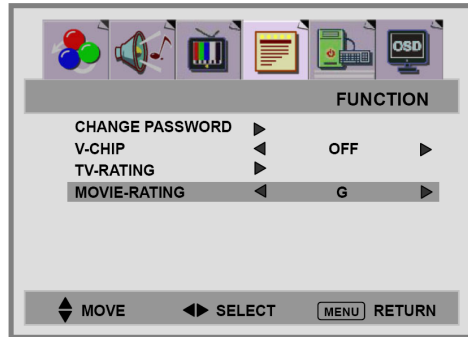 OSD
FUNCTION
CHANGE PASSWORD
V-CHIP OFF
TV-RATING
MOVIE-RATING G
MOVE SELECT MENU RETURN